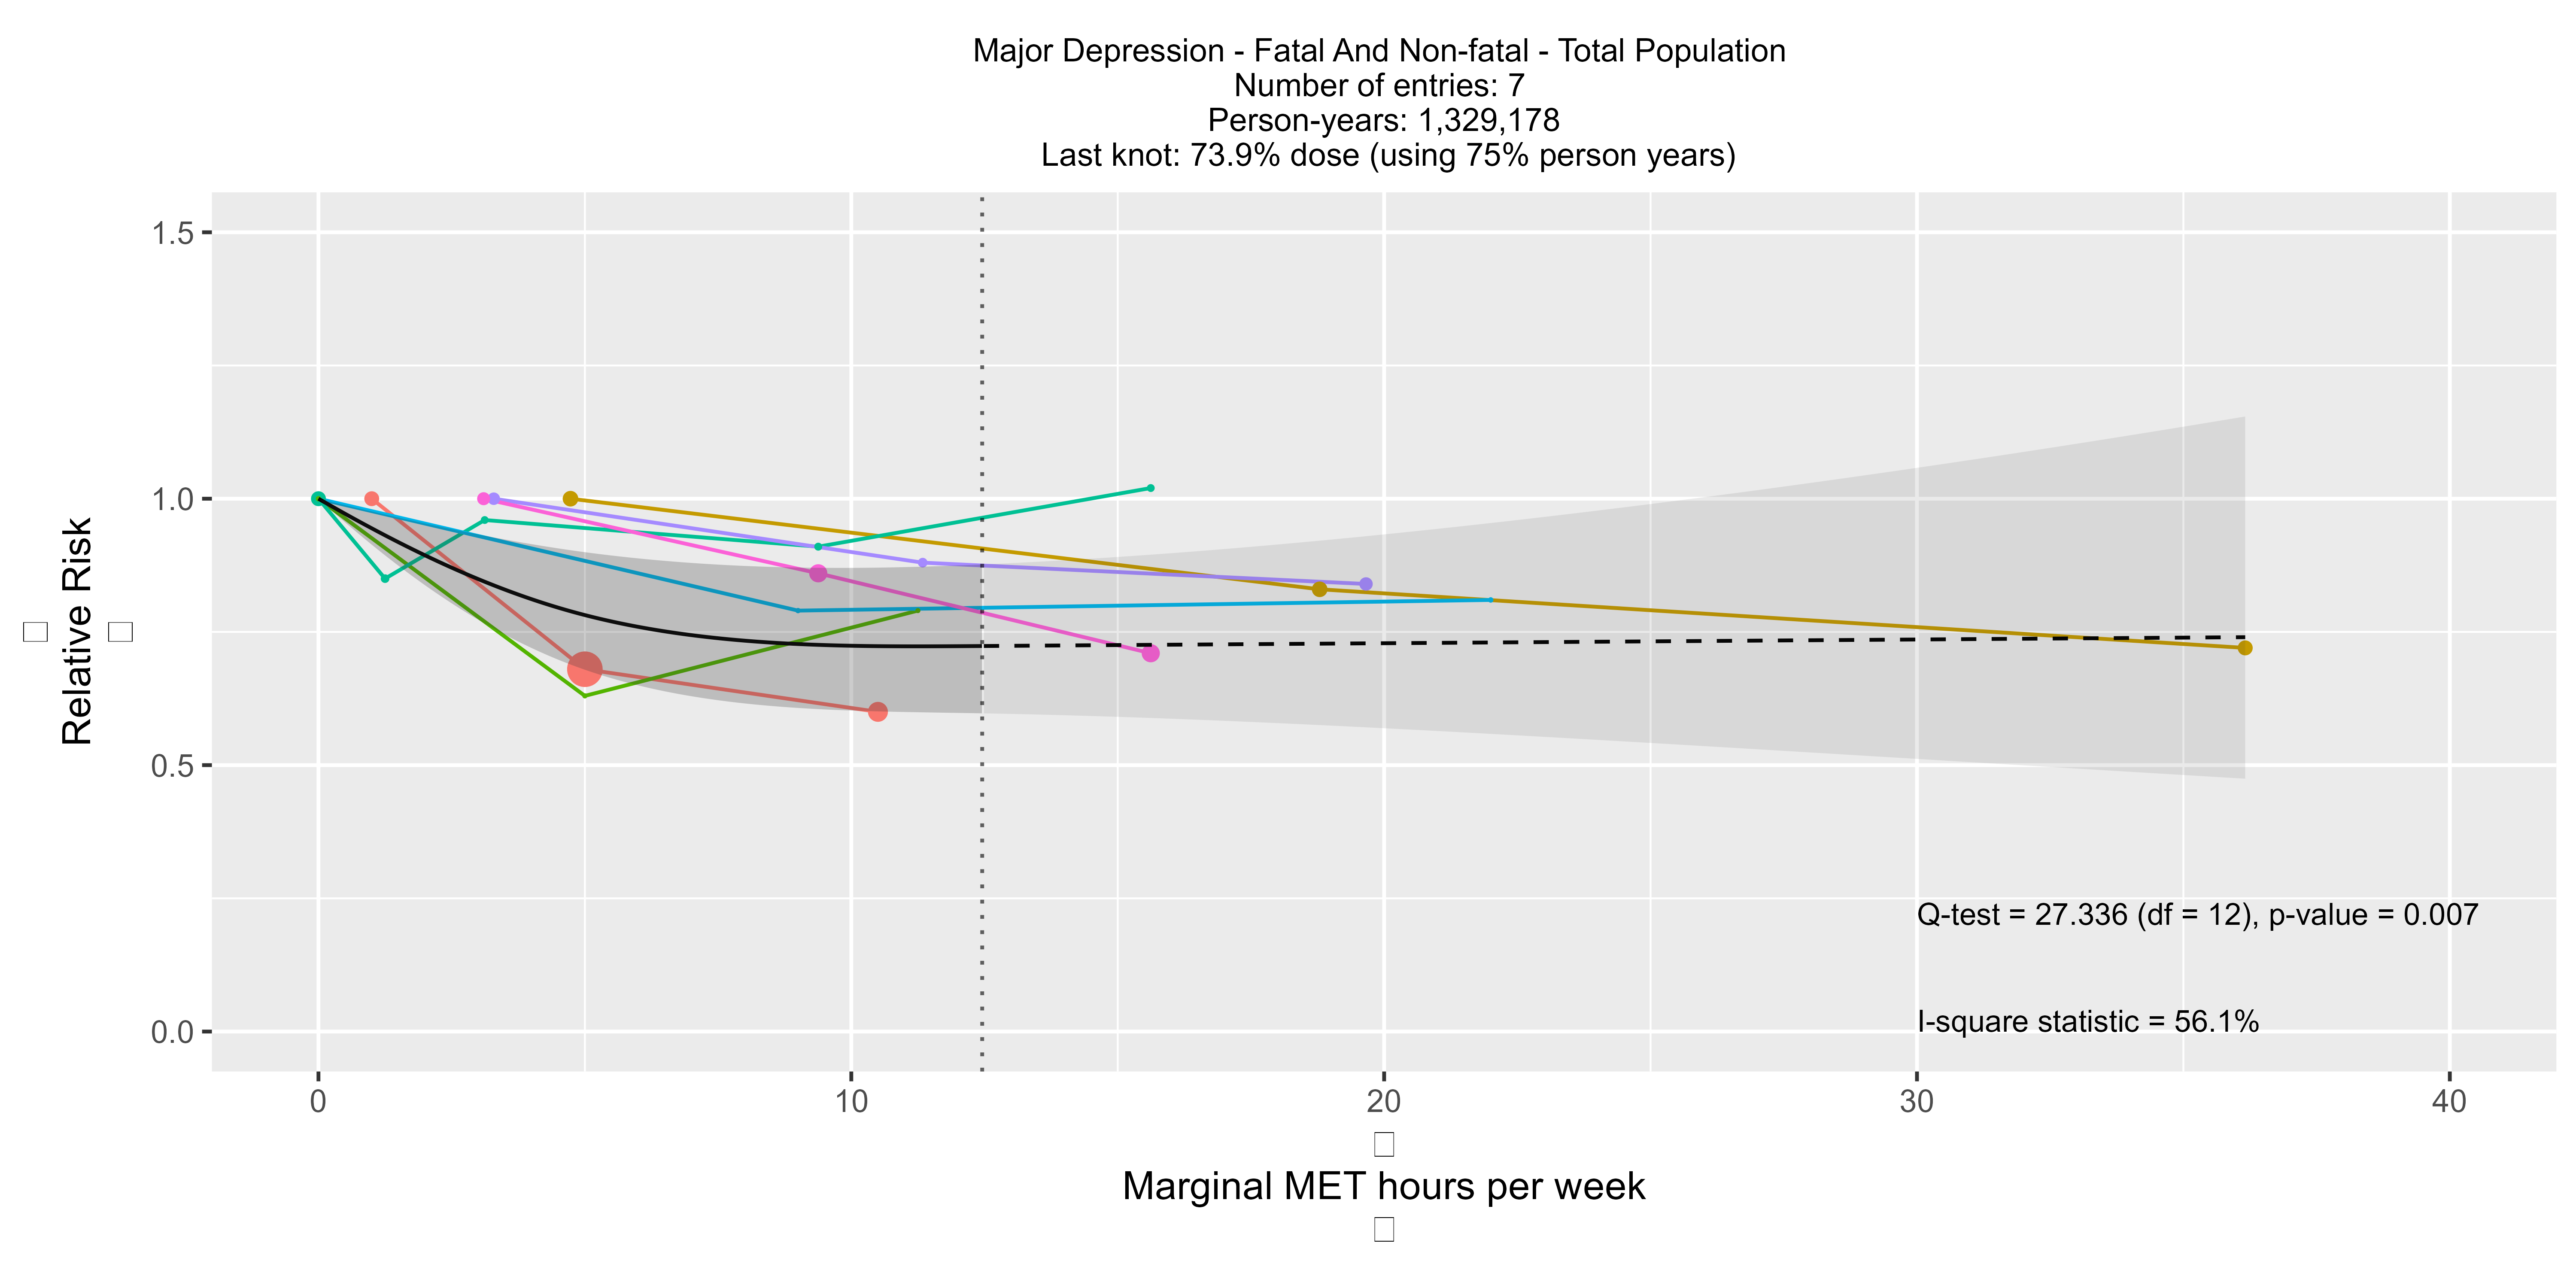 Major Depression - Fatal And Non-fatal - Total Population
Number of entries: 7
Person-years: 1,329,178
Last knot: 73.9% dose (using 75% person years)
1.5
1.0
0.5
0.0
Relative Risk
Q-test = 27.336 (df = 12), p-value = 0.007
I-square statistic = 56.1%
0 10 20 30 40
Marginal MET hours per week